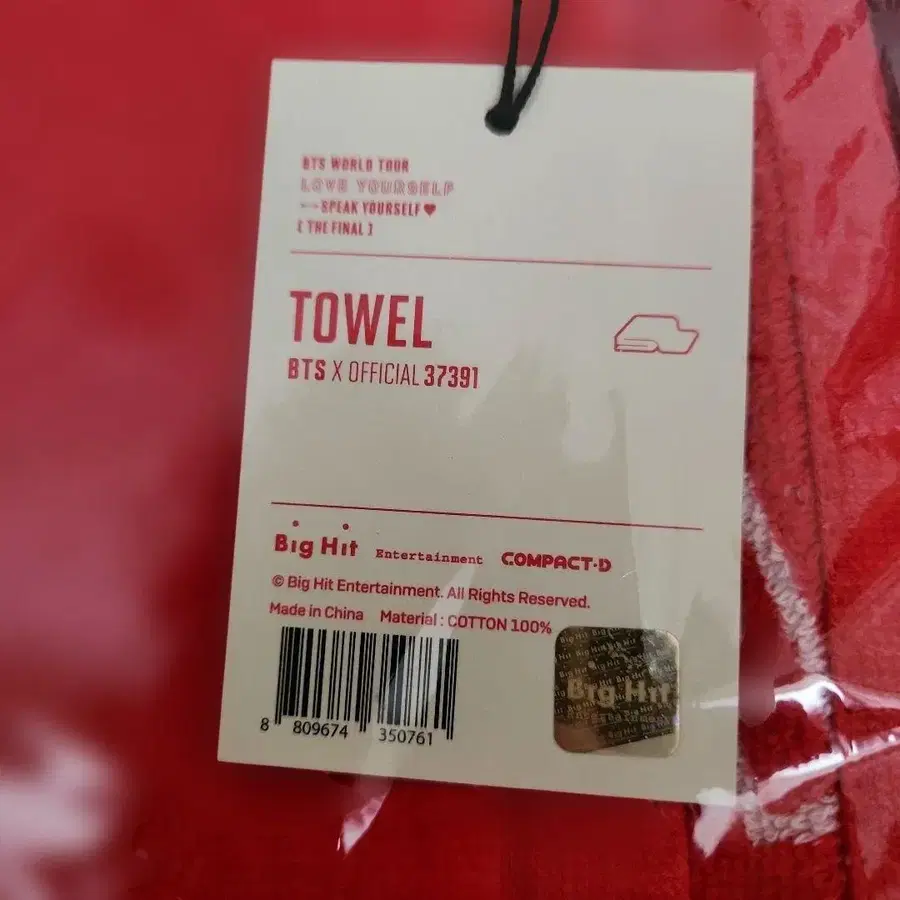 BTS WORLD TOUR
LOVE YOURSELF
SPEAK YOURSELF♥
[ THE FINAL ]
TOWEL
BTS X OFFICIAL 37391
Big Hit Entertainment COMPACT·D
© Big Hit Entertainment. All Rights Reserved.
Made in China Material : COTTON 100%
8 809674 350761
Big Hit
Entertainment